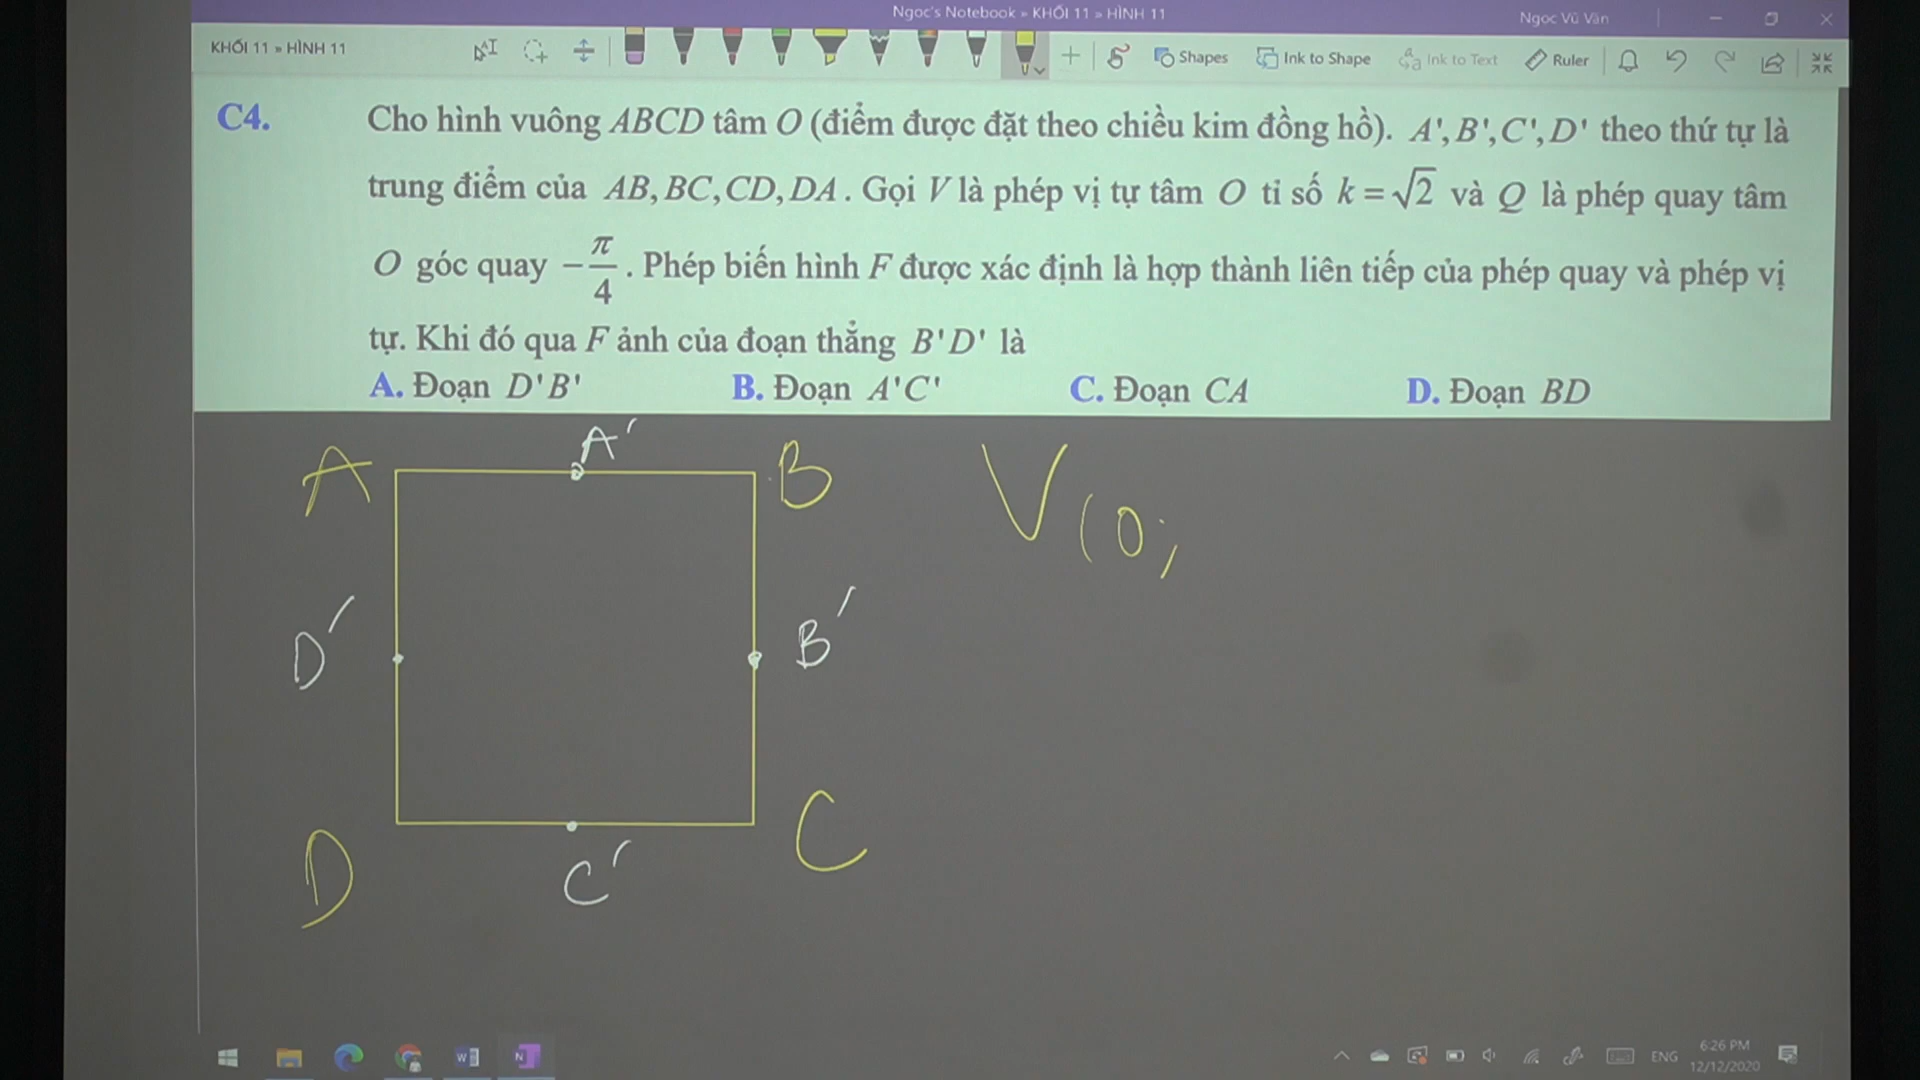 Ngoc's Notebook » KHỐI 11 » HÌNH 11
Ngọc Vũ Văn
KHỐI 11 » HÌNH 11
Shapes
Ink to Shape
Ink to Text
Ruler
C4. Cho hình vuông ABCD tâm O (điểm được đặt theo chiều kim đồng hồ). A', B', C', D' theo thứ tự là
trung điểm của AB, BC, CD, DA. Gọi V là phép vị tự tâm O tỉ số k = √2 và Q là phép quay tâm
O góc quay -π/4. Phép biến hình F được xác định là hợp thành liên tiếp của phép quay và phép vị
tự. Khi đó qua F ảnh của đoạn thẳng B'D' là
A. Đoạn D'B' B. Đoạn A'C' C. Đoạn CA D. Đoạn BD
A A' B V(O;
D' B'
D C' C
ENG
6:26 PM
12/12/2020